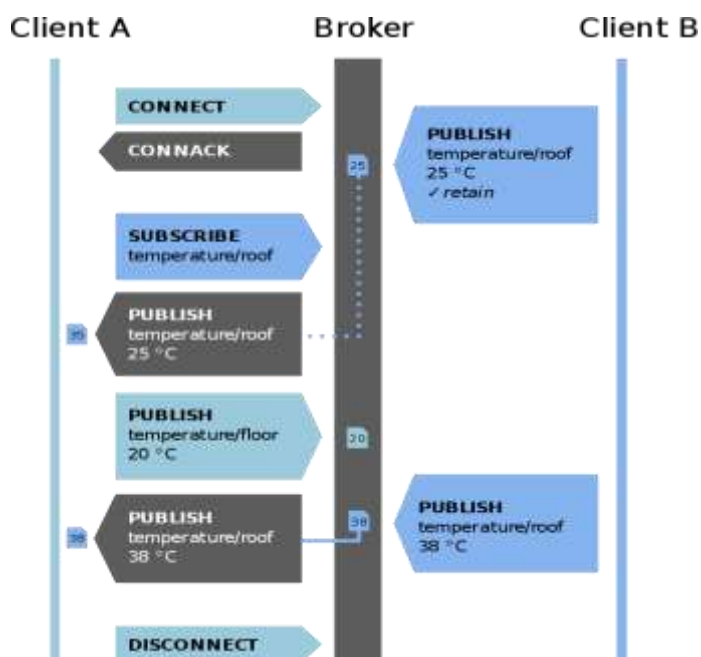 Client A
Broker
Client B
CONNECT
CONNACK
PUBLISH
temperature/roof
25 °C
✓ retain
25
SUBSCRIBE
temperature/roof
PUBLISH
temperature/roof
25 °C
PUBLISH
temperature/floor
20 °C
20
PUBLISH
temperature/roof
38 °C
38
38
PUBLISH
temperature/roof
38 °C
DISCONNECT